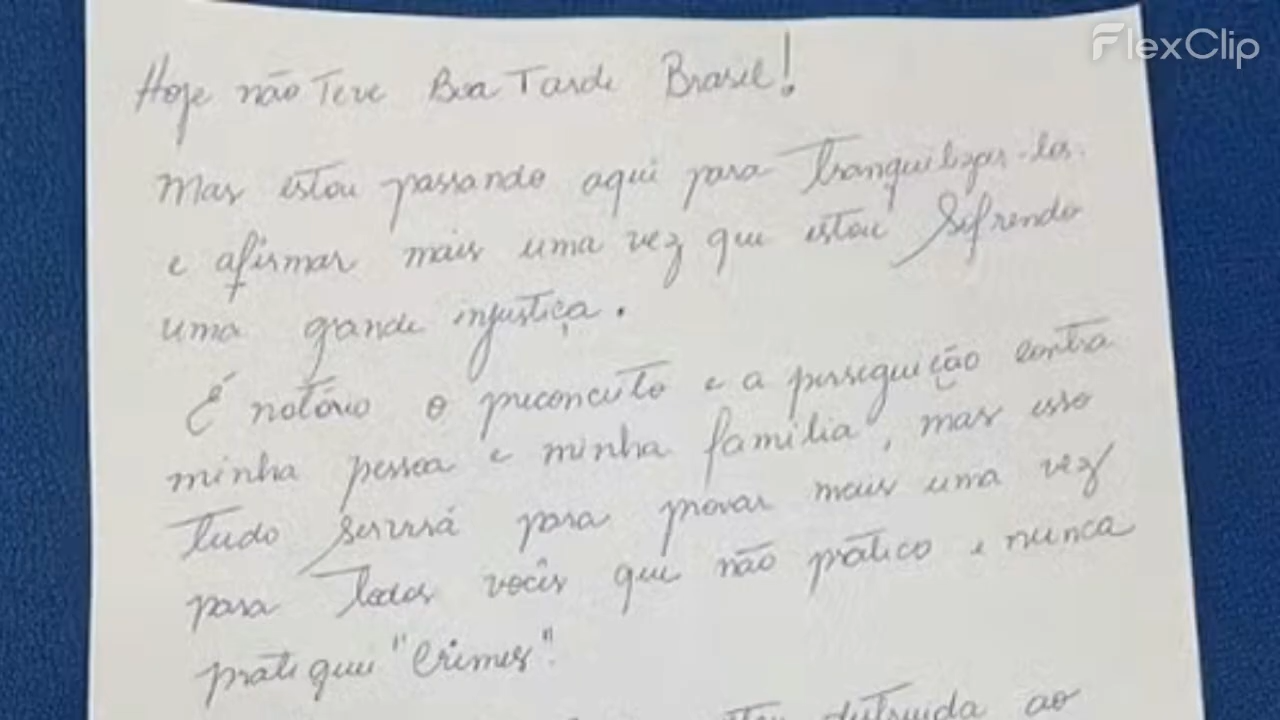 FlexClip
Hoje não Teve Boa Tarde Brasil!
Mas estou passando aqui para Tranquilizar-los.
e afirmar mais uma vez que estou Sofrendo
uma grande injustiça.
É notório o preconceito e a perseguição contra
minha pessoa e minha família, mas isso
Tudo Servirá para provar mais uma vez
para Todos vocês que não prático e nunca
pratiquei "Crimes".
ao